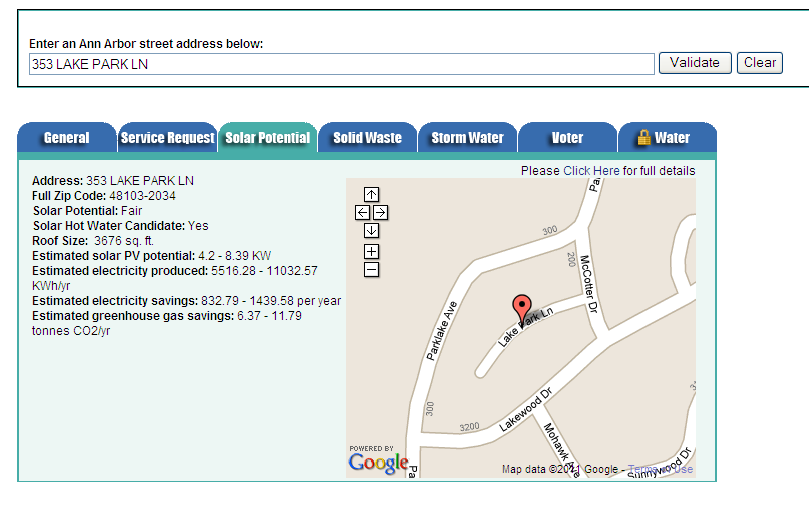 Enter an Ann Arbor street address below:
353 LAKE PARK LN
Validate
Clear
General
Service Request
Solar Potential
Solid Waste
Storm Water
Voter
Water
Please Click Here for full details
Address: 353 LAKE PARK LN
Full Zip Code: 48103-2034
Solar Potential: Fair
Solar Hot Water Candidate: Yes
Roof Size: 3676 sq. ft.
Estimated solar PV potential: 4.2 - 8.39 KW
Estimated electricity produced: 5516.28 - 11032.57
KWh/yr
Estimated electricity savings: 832.79 - 1439.58 per year
Estimated greenhouse gas savings: 6.37 - 11.79
tonnes CO2/yr
Pa
300
200
McCotter Dr
Parklake Ave
Lake Park Ln
300
3200
Lakewood Dr
Mohawk Ave
Sunnywood Dr
Pa
POWERED BY
Google
Map data ©2011 Google - Terms of Use